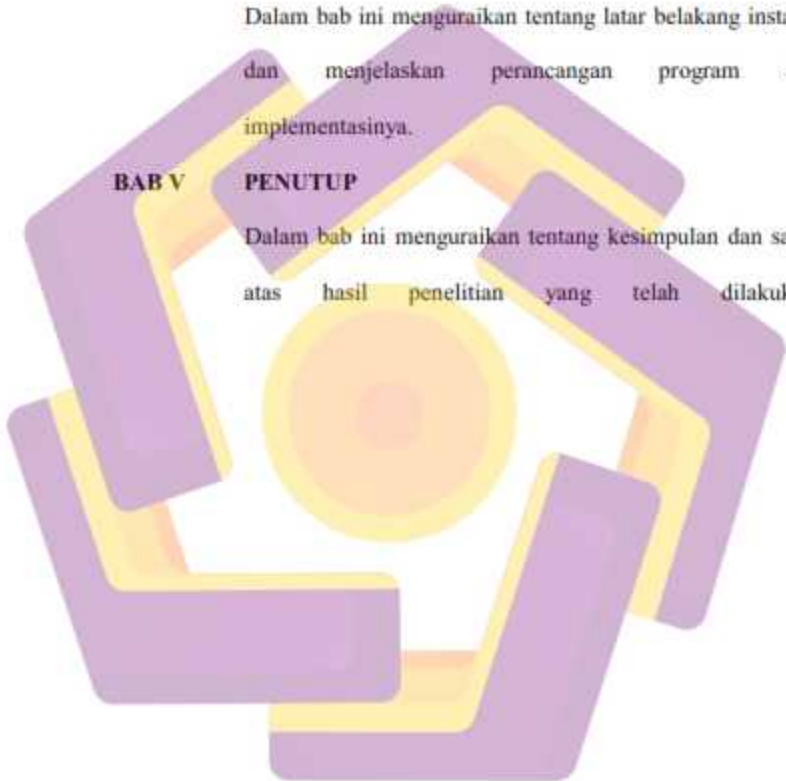 Dalam bab ini menguraikan tentang latar belakang insta
dan menjelaskan perancangan program
implementasinya.
BAB V PENUTUP
Dalam bab ini menguraikan tentang kesimpulan dan sa
atas hasil penelitian yang telah dilakuk